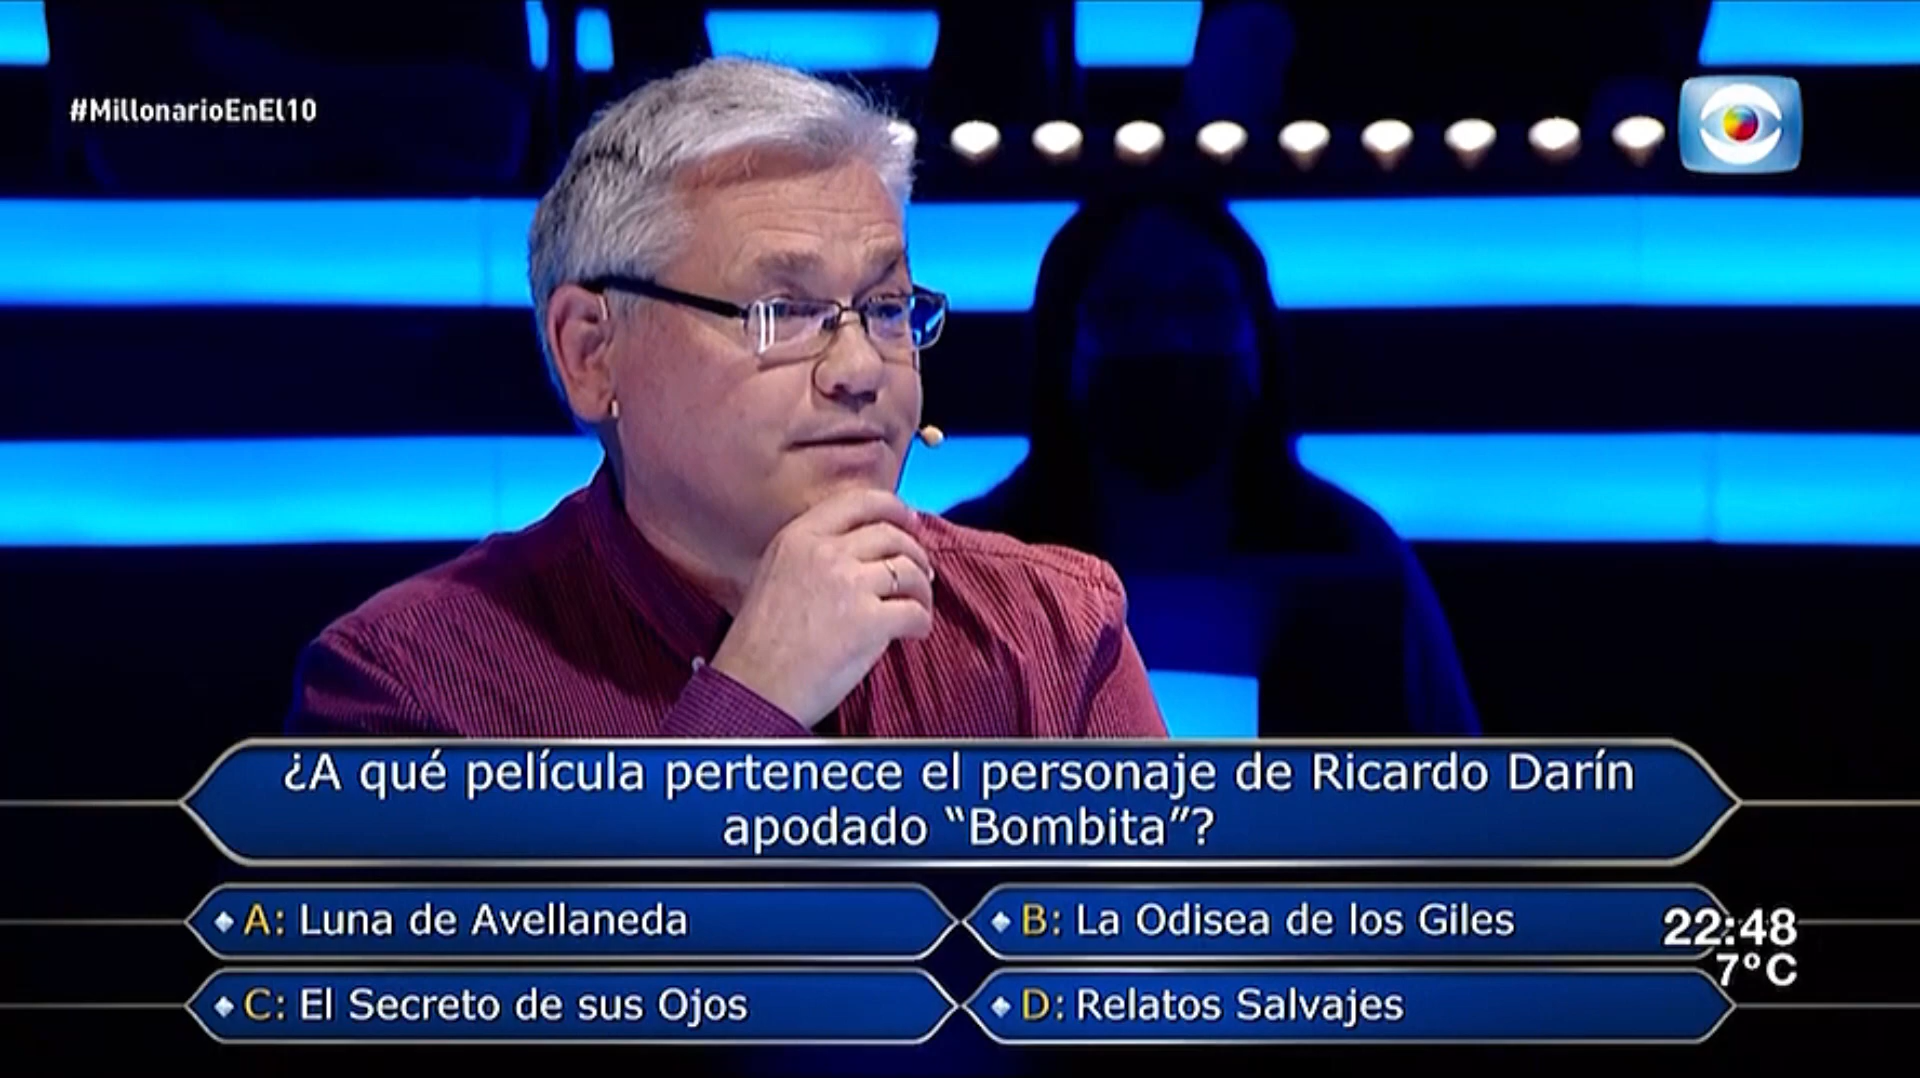 #MillonarioEnEl10
¿A qué película pertenece el personaje de Ricardo Darín
apodado “Bombita”?
A: Luna de Avellaneda
B: La Odisea de los Giles
22:48
7°C
C: El Secreto de sus Ojos
D: Relatos Salvajes